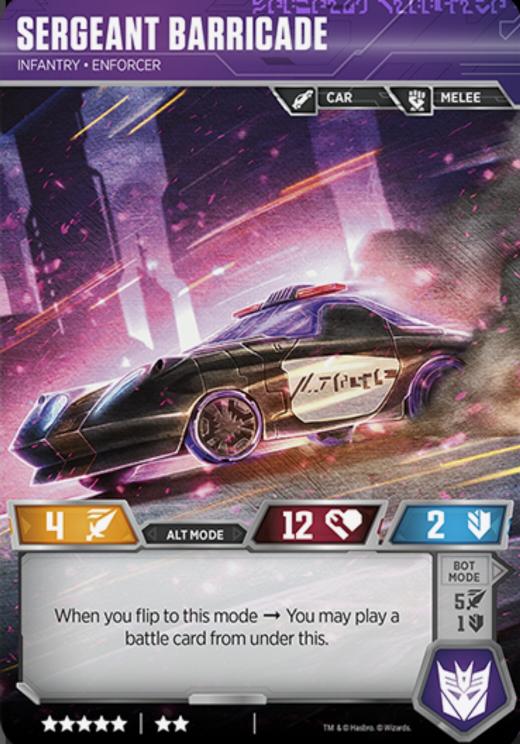 SERGEANT BARRICADE
INFANTRY • ENFORCER
CAR
MELEE
4
ALT MODE
12
2
BOT
MODE
5
1
When you flip to this mode → You may play a
battle card from under this.
★★★★★ | ★★ |
TM & © Hasbro. © Wizards.